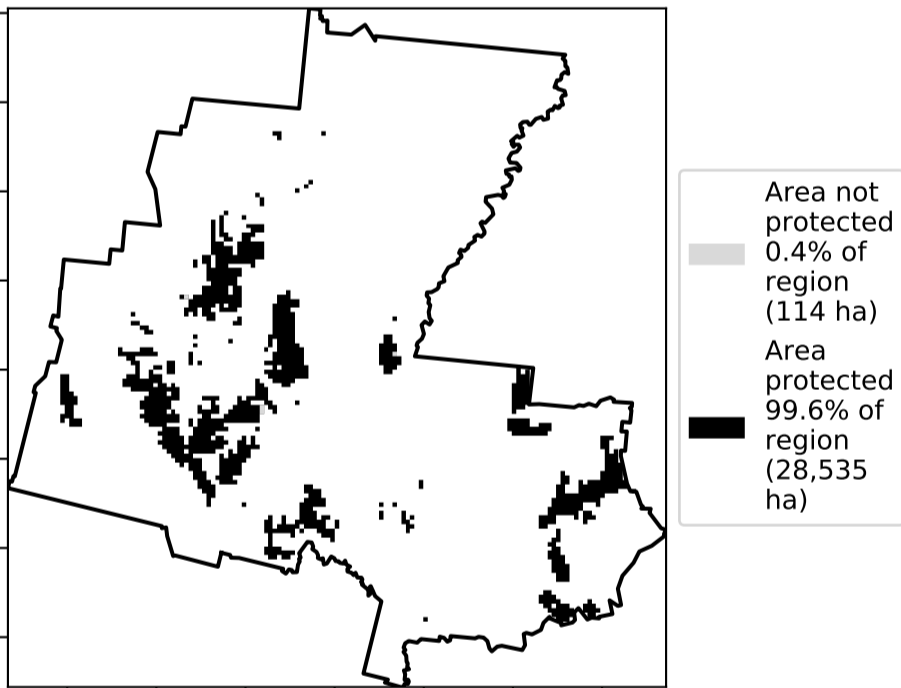 Area not
protected
0.4% of
region
(114 ha)
Area
protected
99.6% of
region
(28,535
ha)